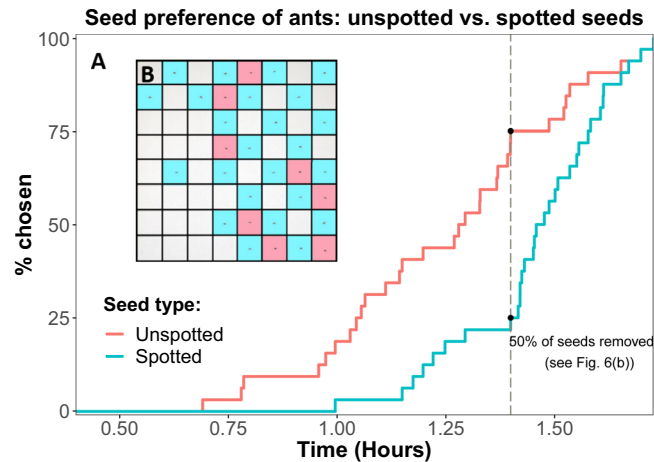 Seed preference of ants: unspotted vs. spotted seeds
100
75
50
25
0
% chosen
A
B
Seed type:
Unspotted
Spotted
50% of seeds removed
(see Fig. 6(b))
0.50
0.75
1.00
1.25
1.50
Time (Hours)